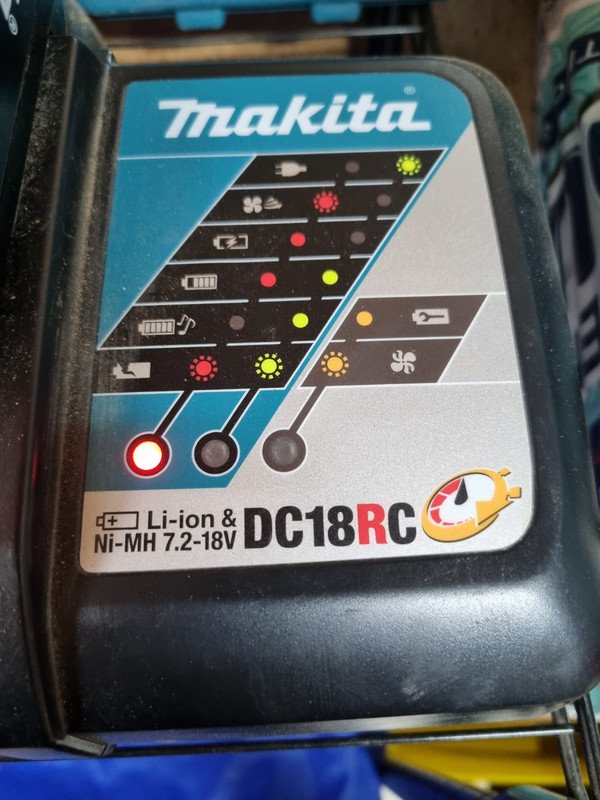 makita®
Li-ion & DC18RC
Ni-MH 7.2-18V